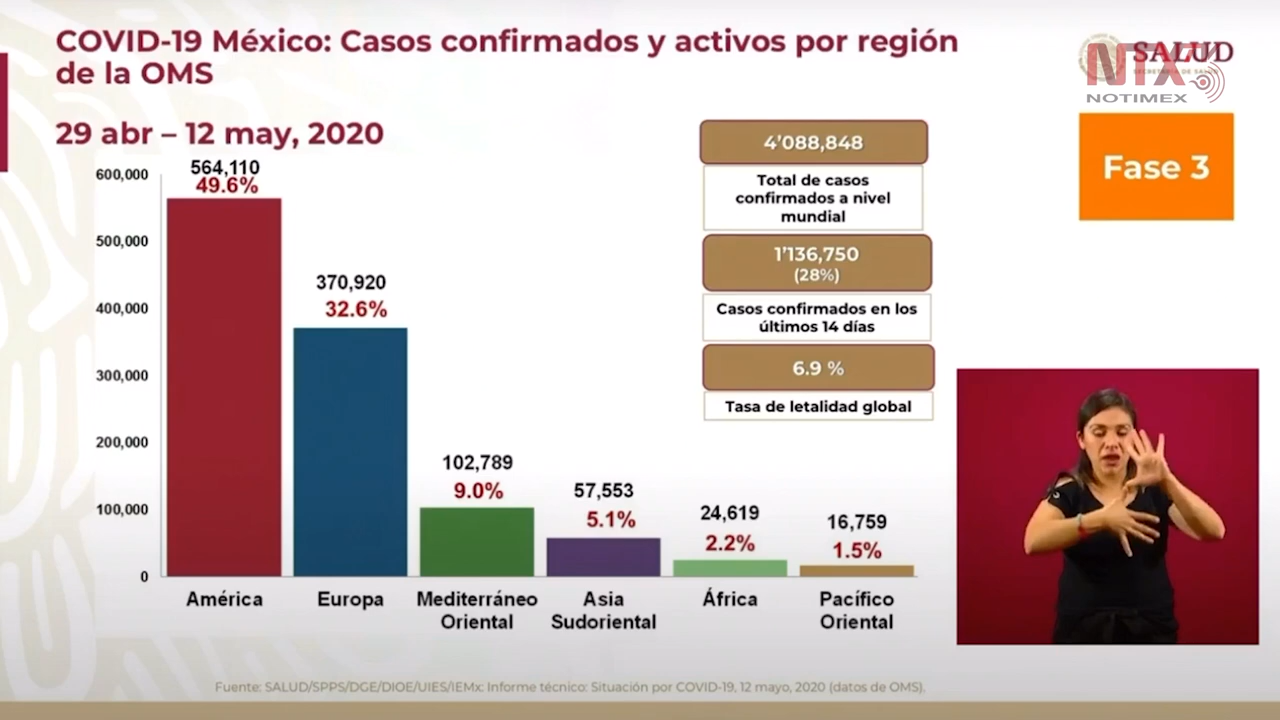 COVID-19 México: Casos confirmados y activos por región
de la OMS
29 abr – 12 may, 2020
SALUD
SECRETARÍA DE SALUD
NTX
NOTIMEX
Fase 3
4’088,848
Total de casos
confirmados a nivel
mundial
1’136,750
(28%)
Casos confirmados en los
últimos 14 días
6.9 %
Tasa de letalidad global
600,000
500,000
400,000
300,000
200,000
100,000
0
564,110
49.6%
370,920
32.6%
102,789
9.0%
57,553
5.1%
24,619
2.2%
16,759
1.5%
América
Europa
Mediterráneo
Oriental
Asia
Sudoriental
África
Pacífico
Oriental
Fuente: SALUD/SPPS/DGE/DIOE/UIES/IEMx: Informe técnico: Situación por COVID-19, 12 mayo, 2020 (datos de OMS).